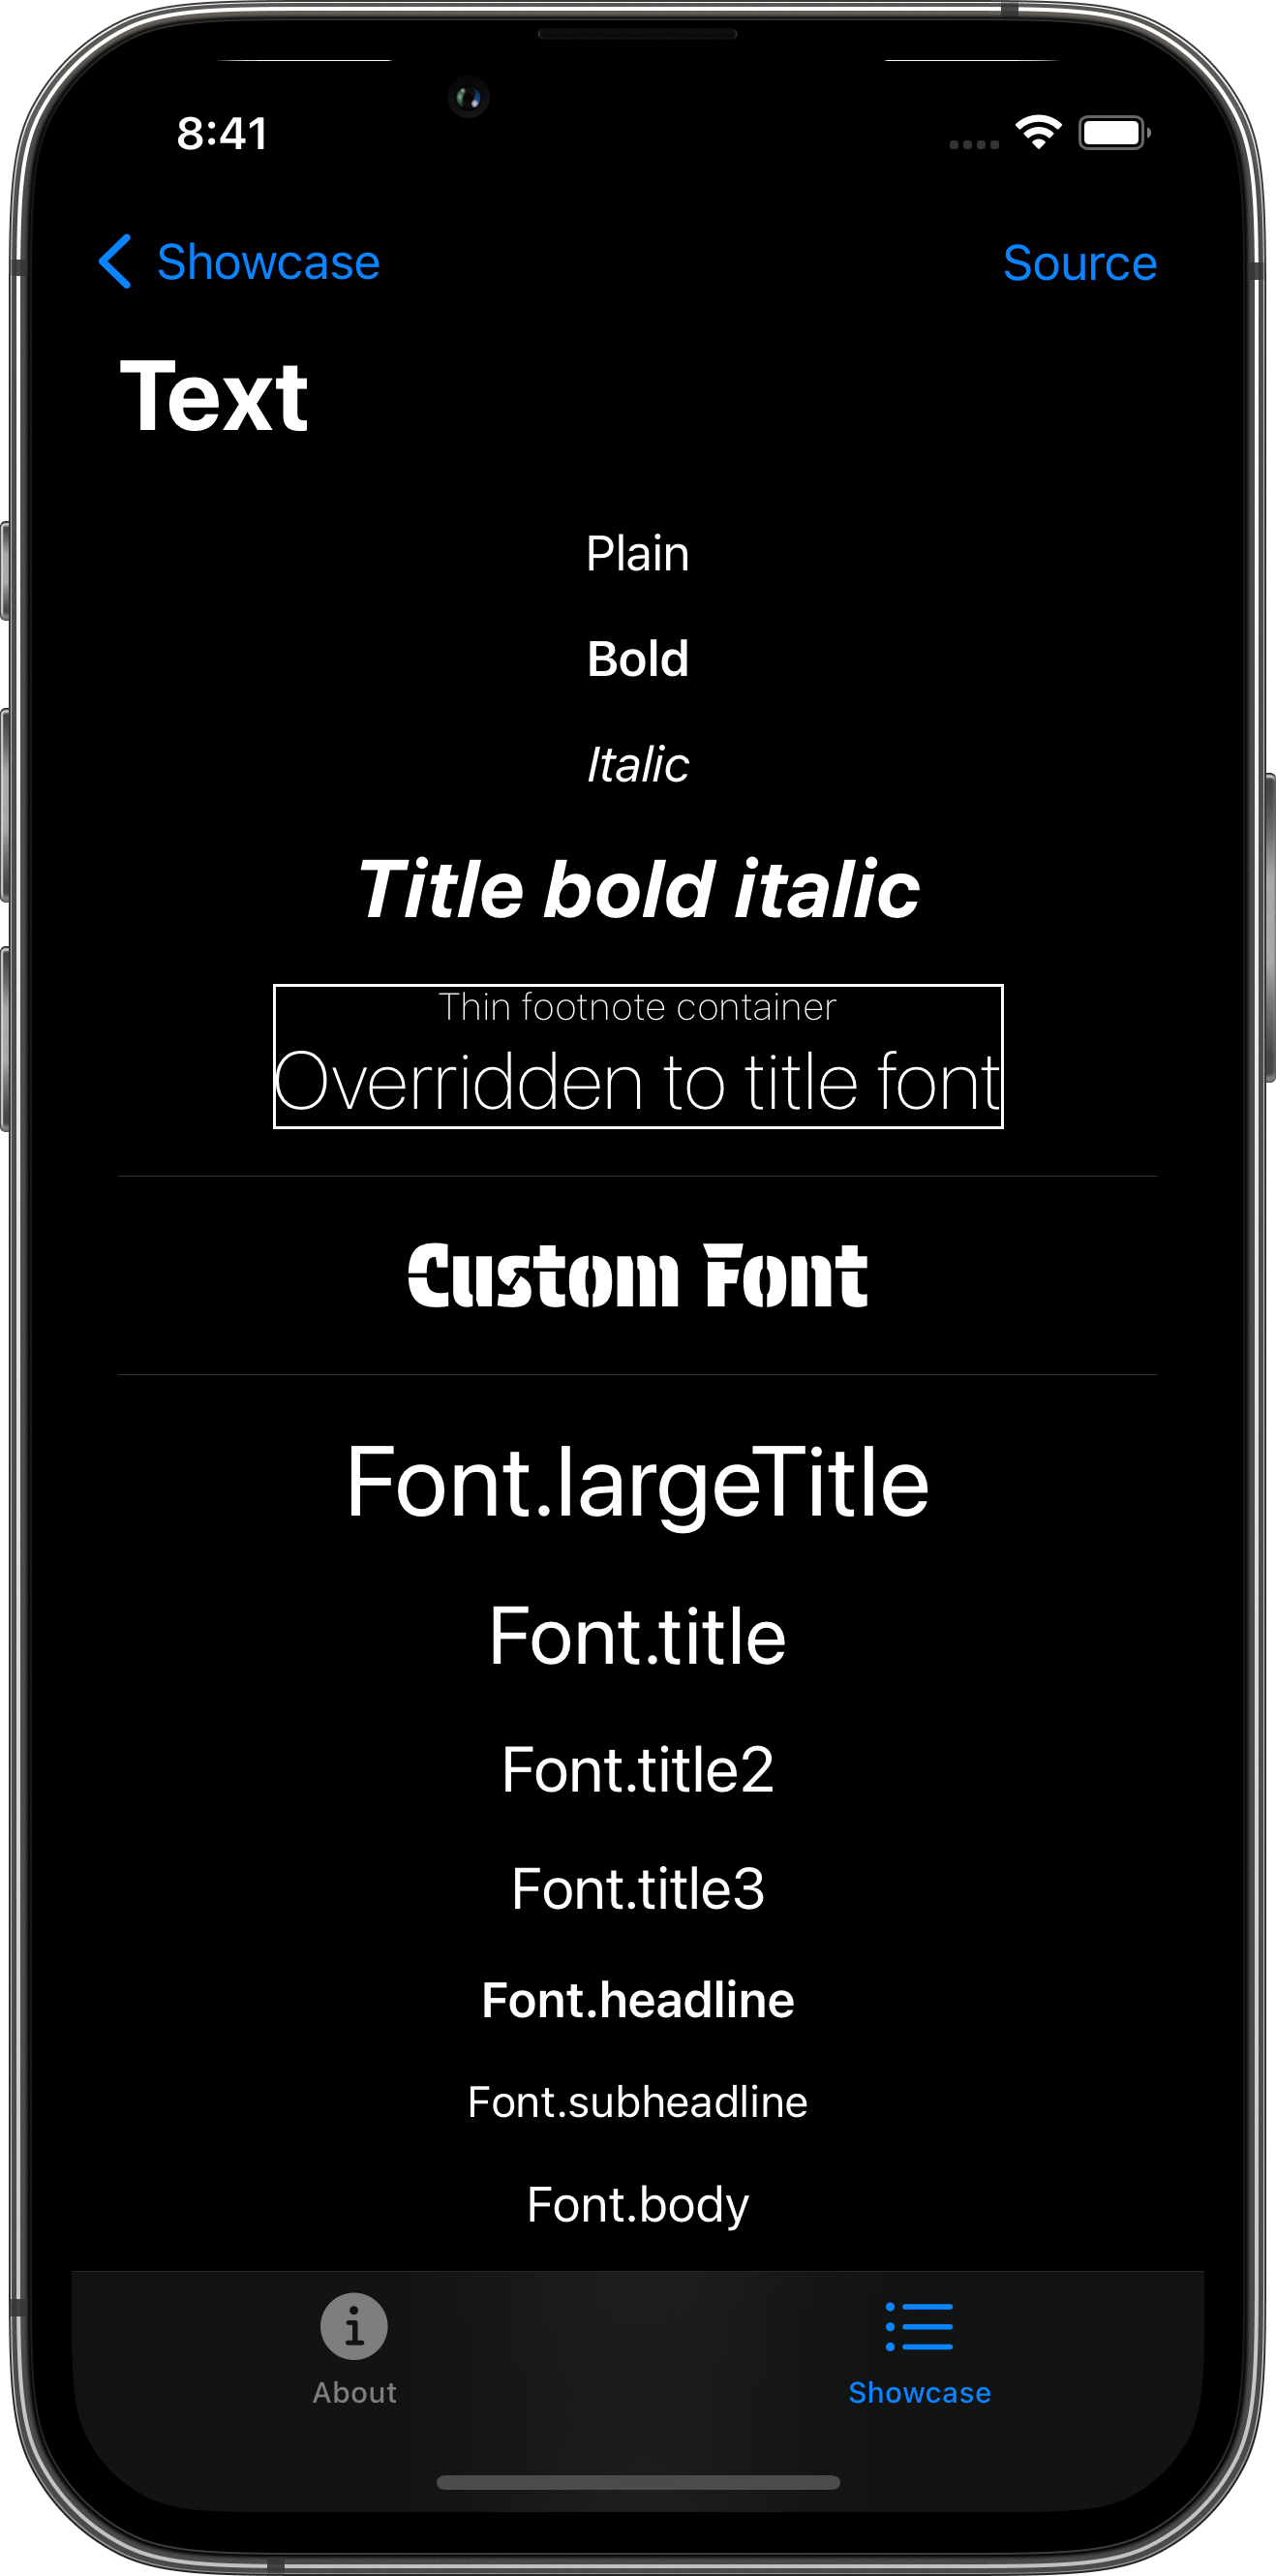 8:41
Showcase
Source
Text
Plain
Bold
Italic
Title bold italic
Thin footnote container
Overridden to title font
Custom Font
Font.largeTitle
Font.title
Font.title2
Font.title3
Font.headline
Font.subheadline
Font.body
About
Showcase